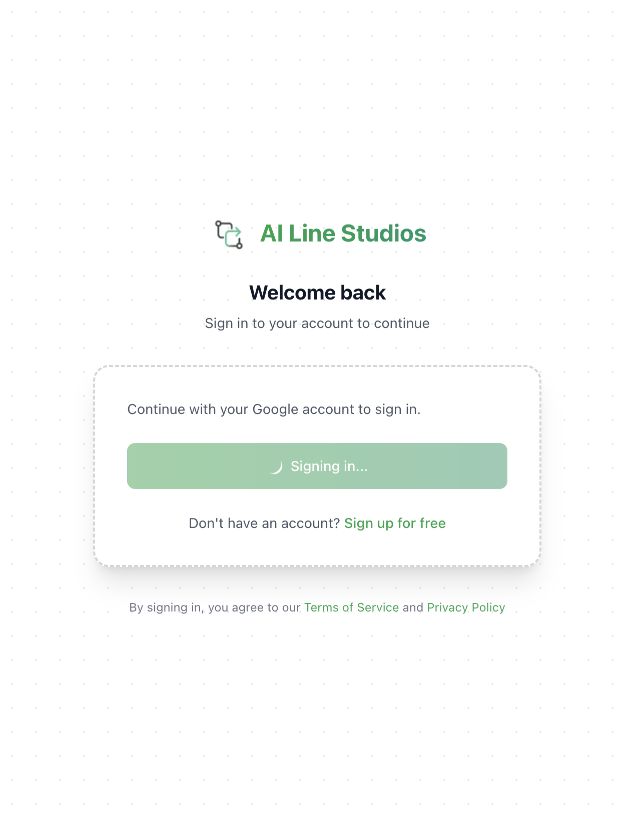 AI Line Studios
Welcome back
Sign in to your account to continue
Continue with your Google account to sign in.
Signing in...
Don't have an account? Sign up for free
By signing in, you agree to our Terms of Service and Privacy Policy